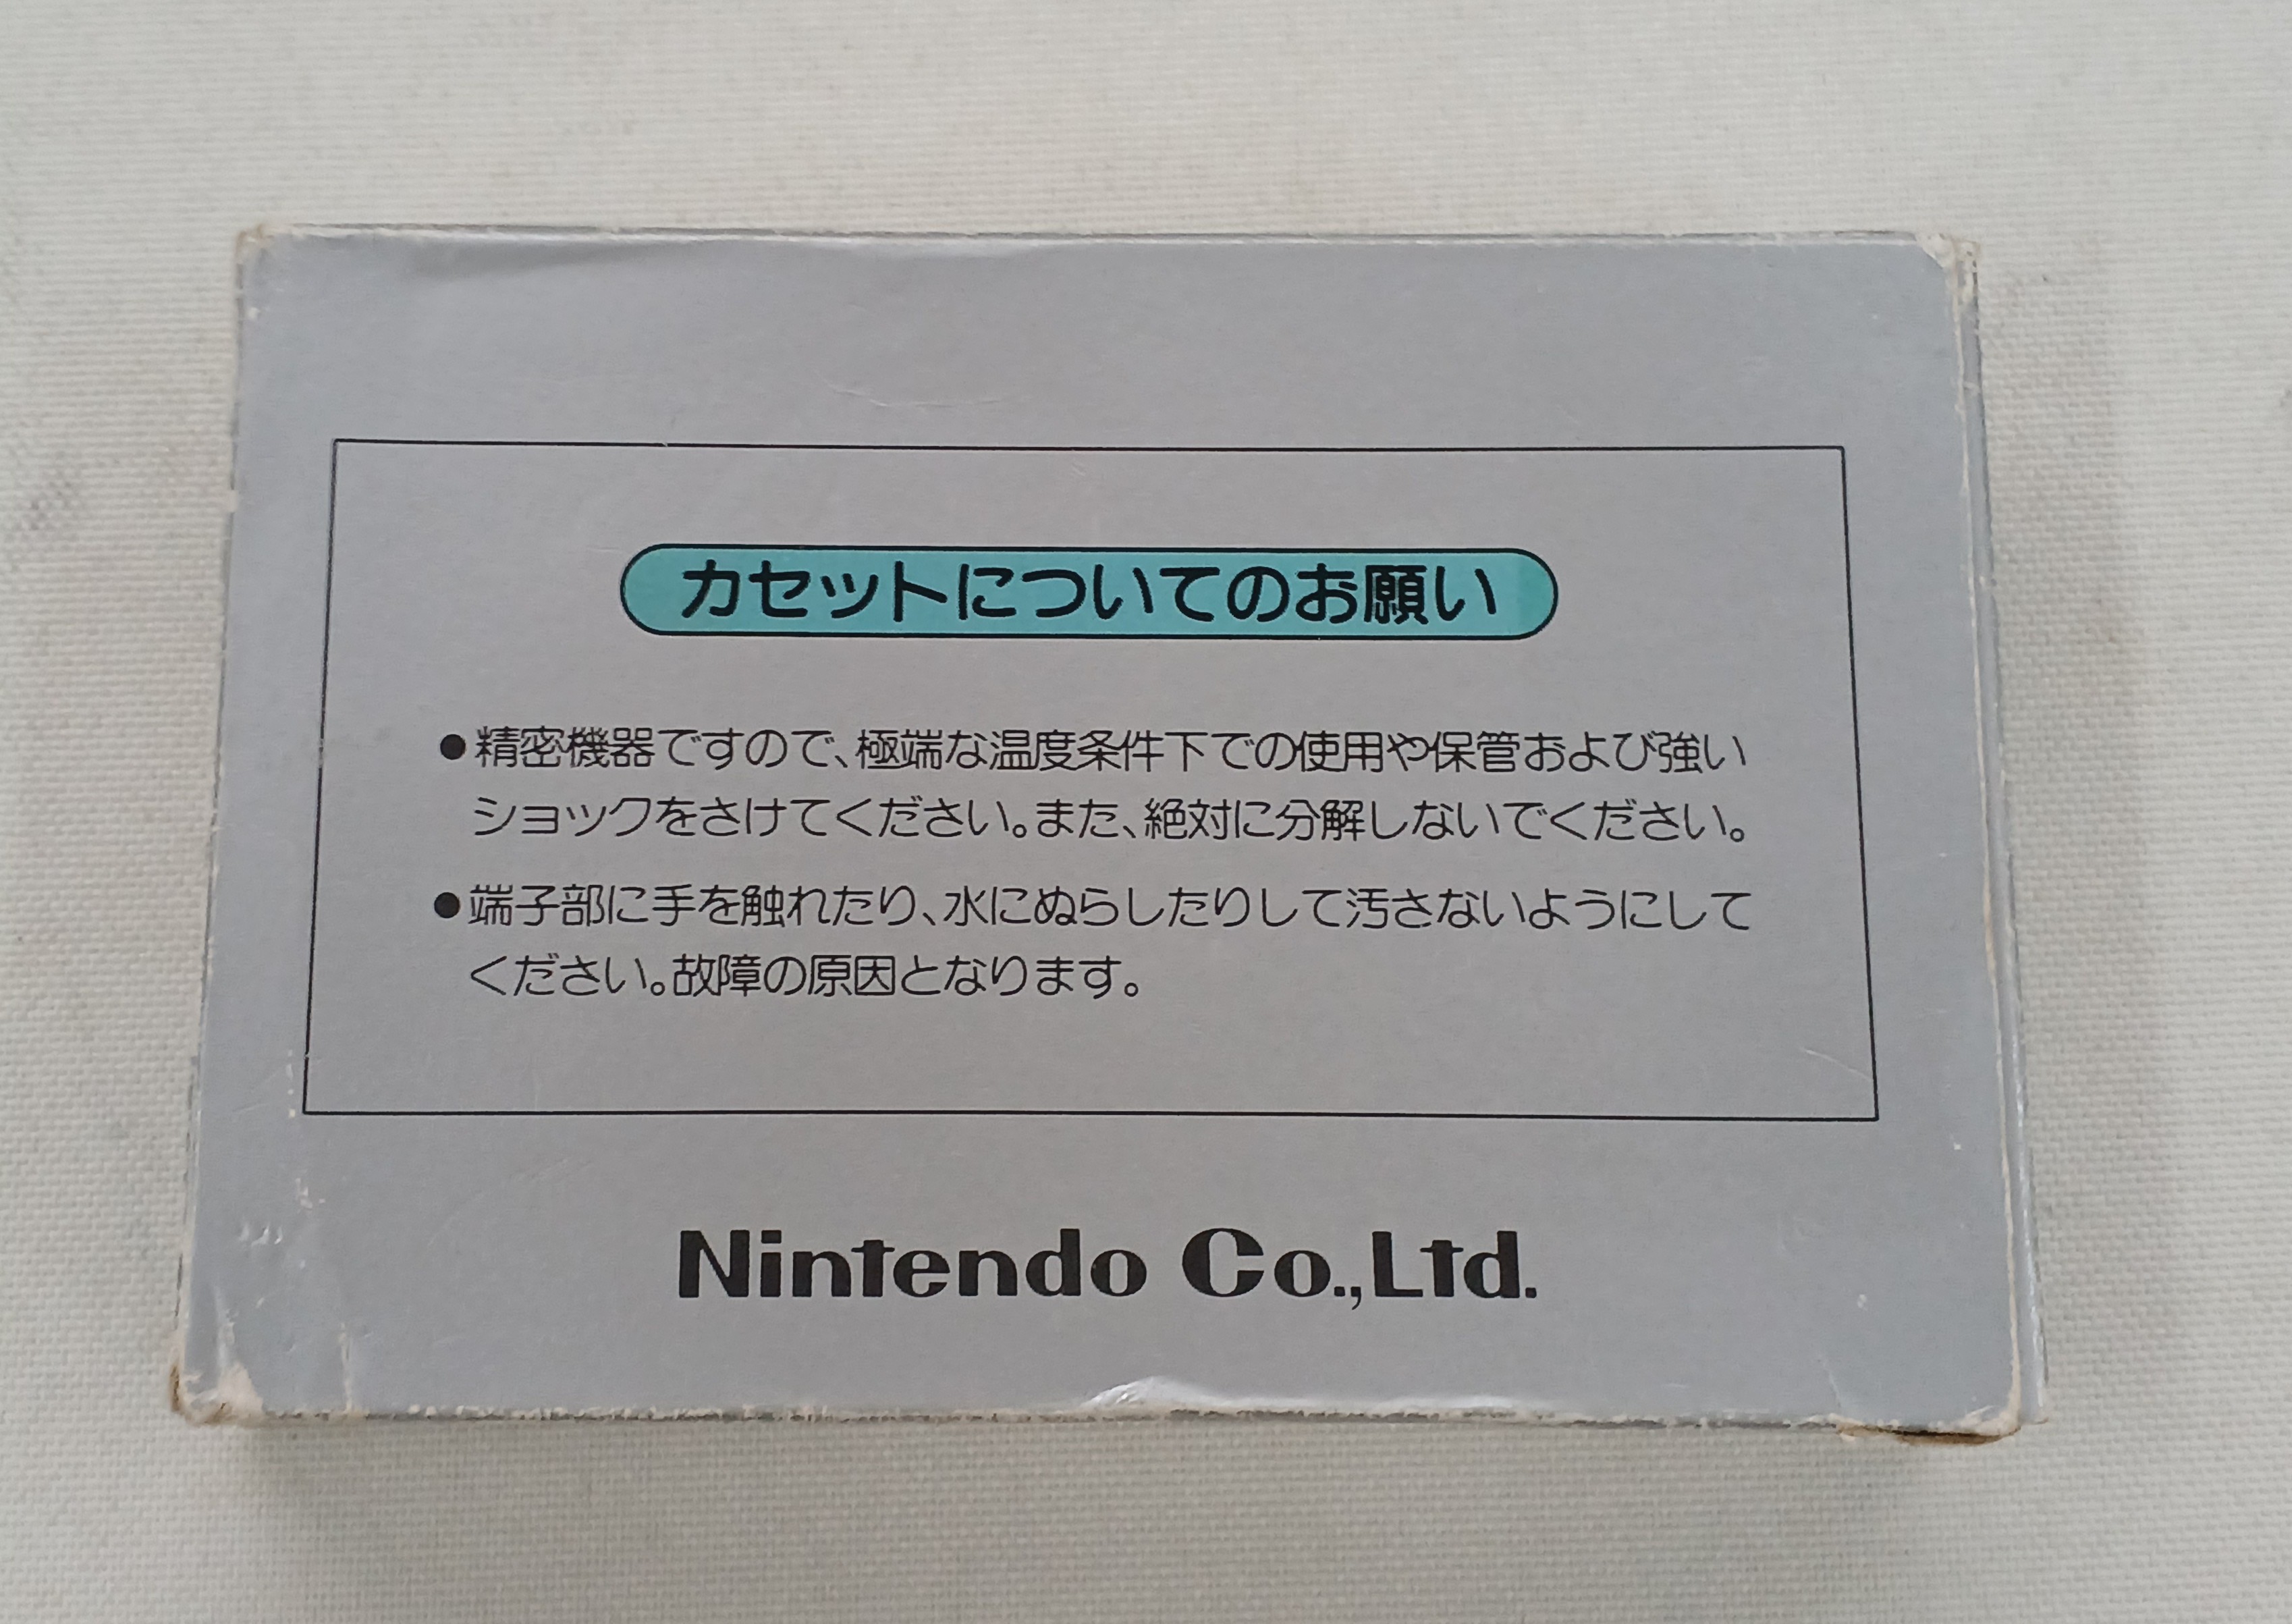 カセットについてのお願い
●精密機器ですので、極端な温度条件下での使用や保管および強い
ショックをさけてください。また、絶対に分解しないでください。
●端子部に手を触れたり、水にぬらしたりして汚さないようにして
ください。故障の原因となります。
Nintendo Co.,Ltd.